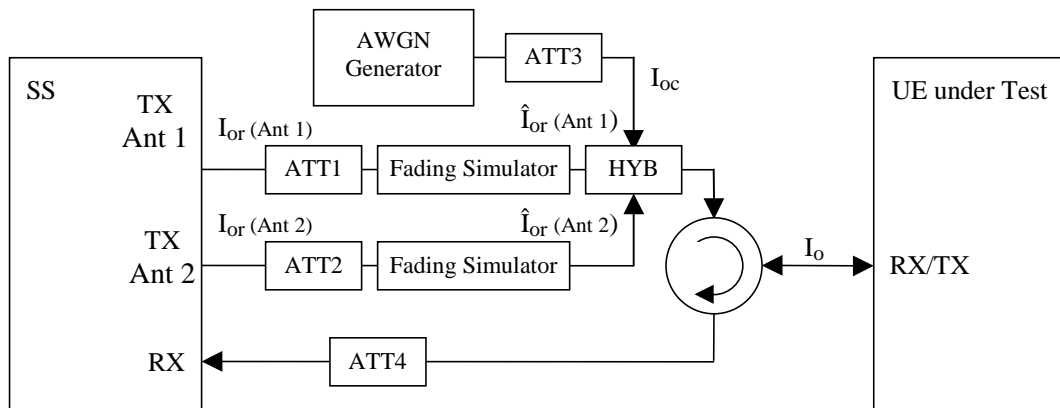 AWGN
Generator
ATT3
SS
I_oc
UE under Test
TX
Ant 1
I_or (Ant 1)
Î_or (Ant 1)
ATT1
Fading Simulator
HYB
TX
Ant 2
I_or (Ant 2)
Î_or (Ant 2)
ATT2
Fading Simulator
I_o
RX/TX
RX
ATT4